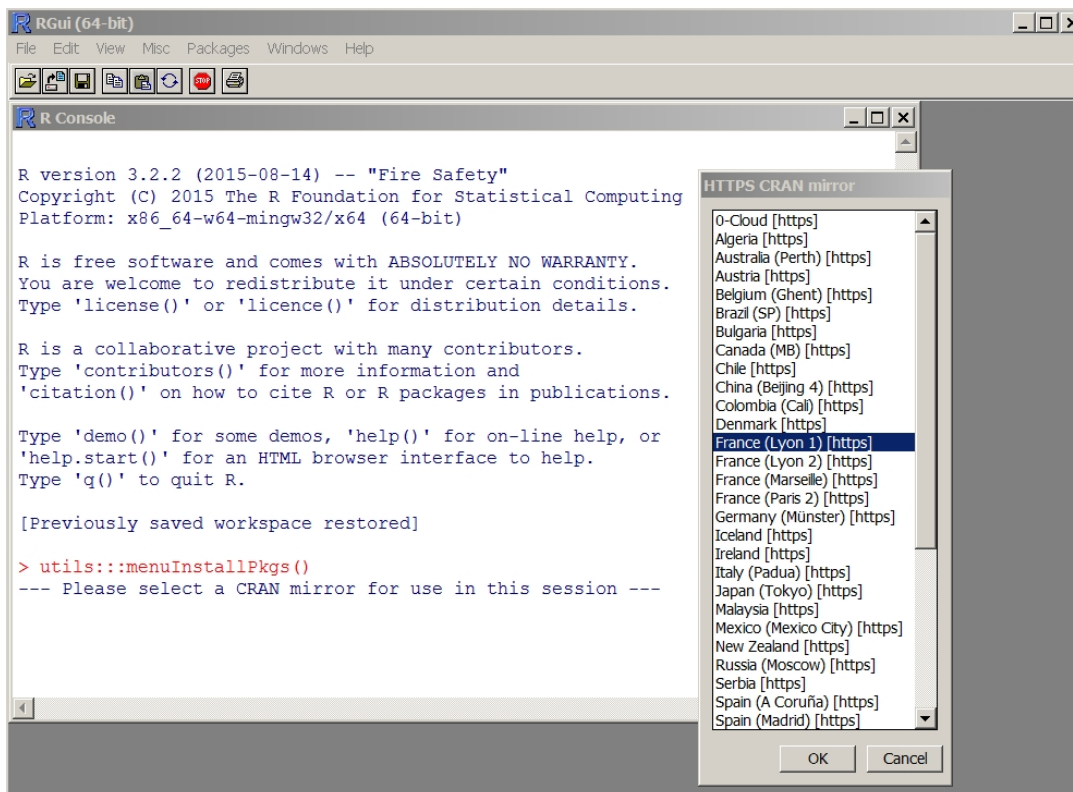 RGui (64-bit)
File Edit View Misc Packages Windows Help
STOP
R Console
R version 3.2.2 (2015-08-14) -- "Fire Safety"
Copyright (C) 2015 The R Foundation for Statistical Computing
Platform: x86_64-w64-mingw32/x64 (64-bit)
R is free software and comes with ABSOLUTELY NO WARRANTY.
You are welcome to redistribute it under certain conditions.
Type 'license()' or 'licence()' for distribution details.
R is a collaborative project with many contributors.
Type 'contributors()' for more information and
'citation()' on how to cite R or R packages in publications.
Type 'demo()' for some demos, 'help()' for on-line help, or
'help.start()' for an HTML browser interface to help.
Type 'q()' to quit R.
[Previously saved workspace restored]
> utils:::menuInstallPkgs()
--- Please select a CRAN mirror for use in this session ---
HTTPS CRAN mirror
0-Cloud [https]
Algeria [https]
Australia (Perth) [https]
Austria [https]
Belgium (Ghent) [https]
Brazil (SP) [https]
Bulgaria [https]
Canada (MB) [https]
Chile [https]
China (Beijing 4) [https]
Colombia (Cali) [https]
Denmark [https]
France (Lyon 1) [https]
France (Lyon 2) [https]
France (Marseille) [https]
France (Paris 2) [https]
Germany (Münster) [https]
Iceland [https]
Ireland [https]
Italy (Padua) [https]
Japan (Tokyo) [https]
Malaysia [https]
Mexico (Mexico City) [https]
New Zealand [https]
Russia (Moscow) [https]
Serbia [https]
Spain (A Coruña) [https]
Spain (Madrid) [https]
OK Cancel